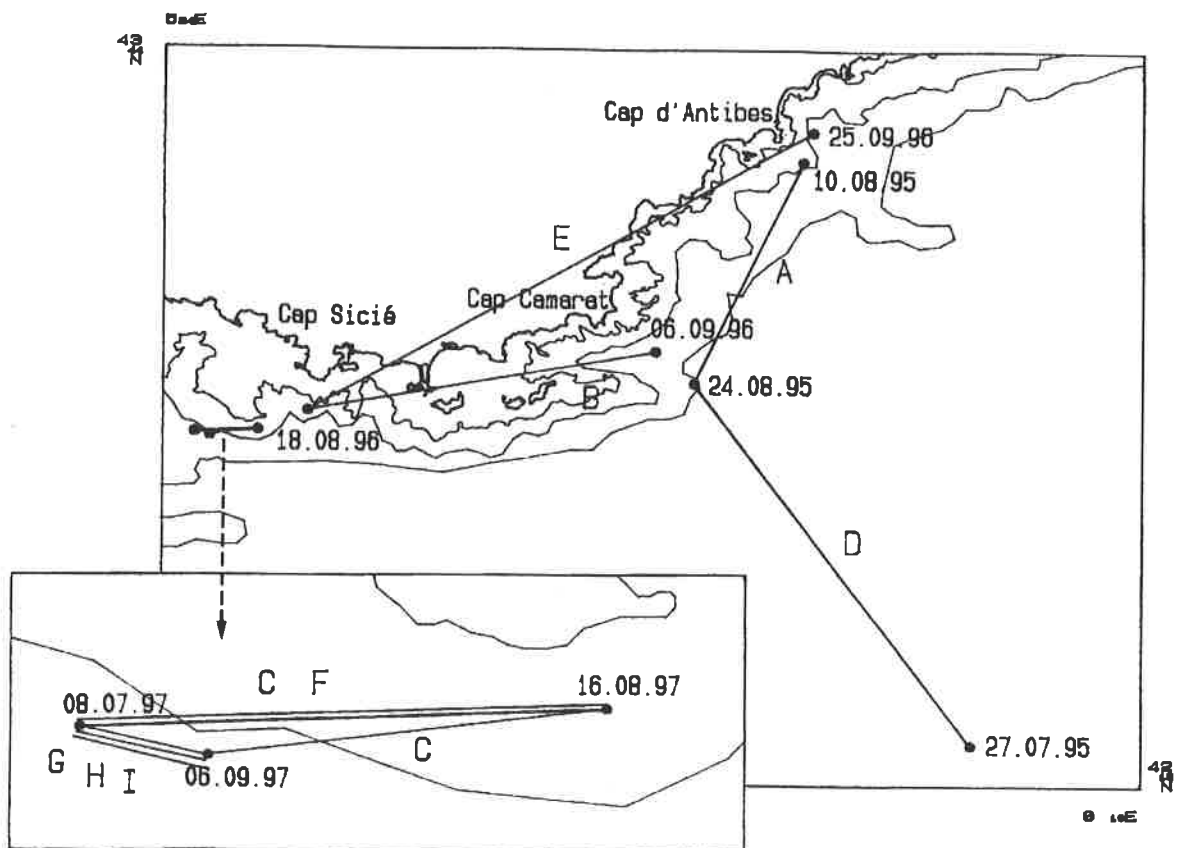 43
N
Cap d'Antibes
25.09.96
10.08.95
E
A
Cap Camarat
Cap Sicié
06.09.96
24.08.95
B
18.08.96
D
C F
16.08.97
08.07.97
C
27.07.95
G H I
06.09.97
42
N
E